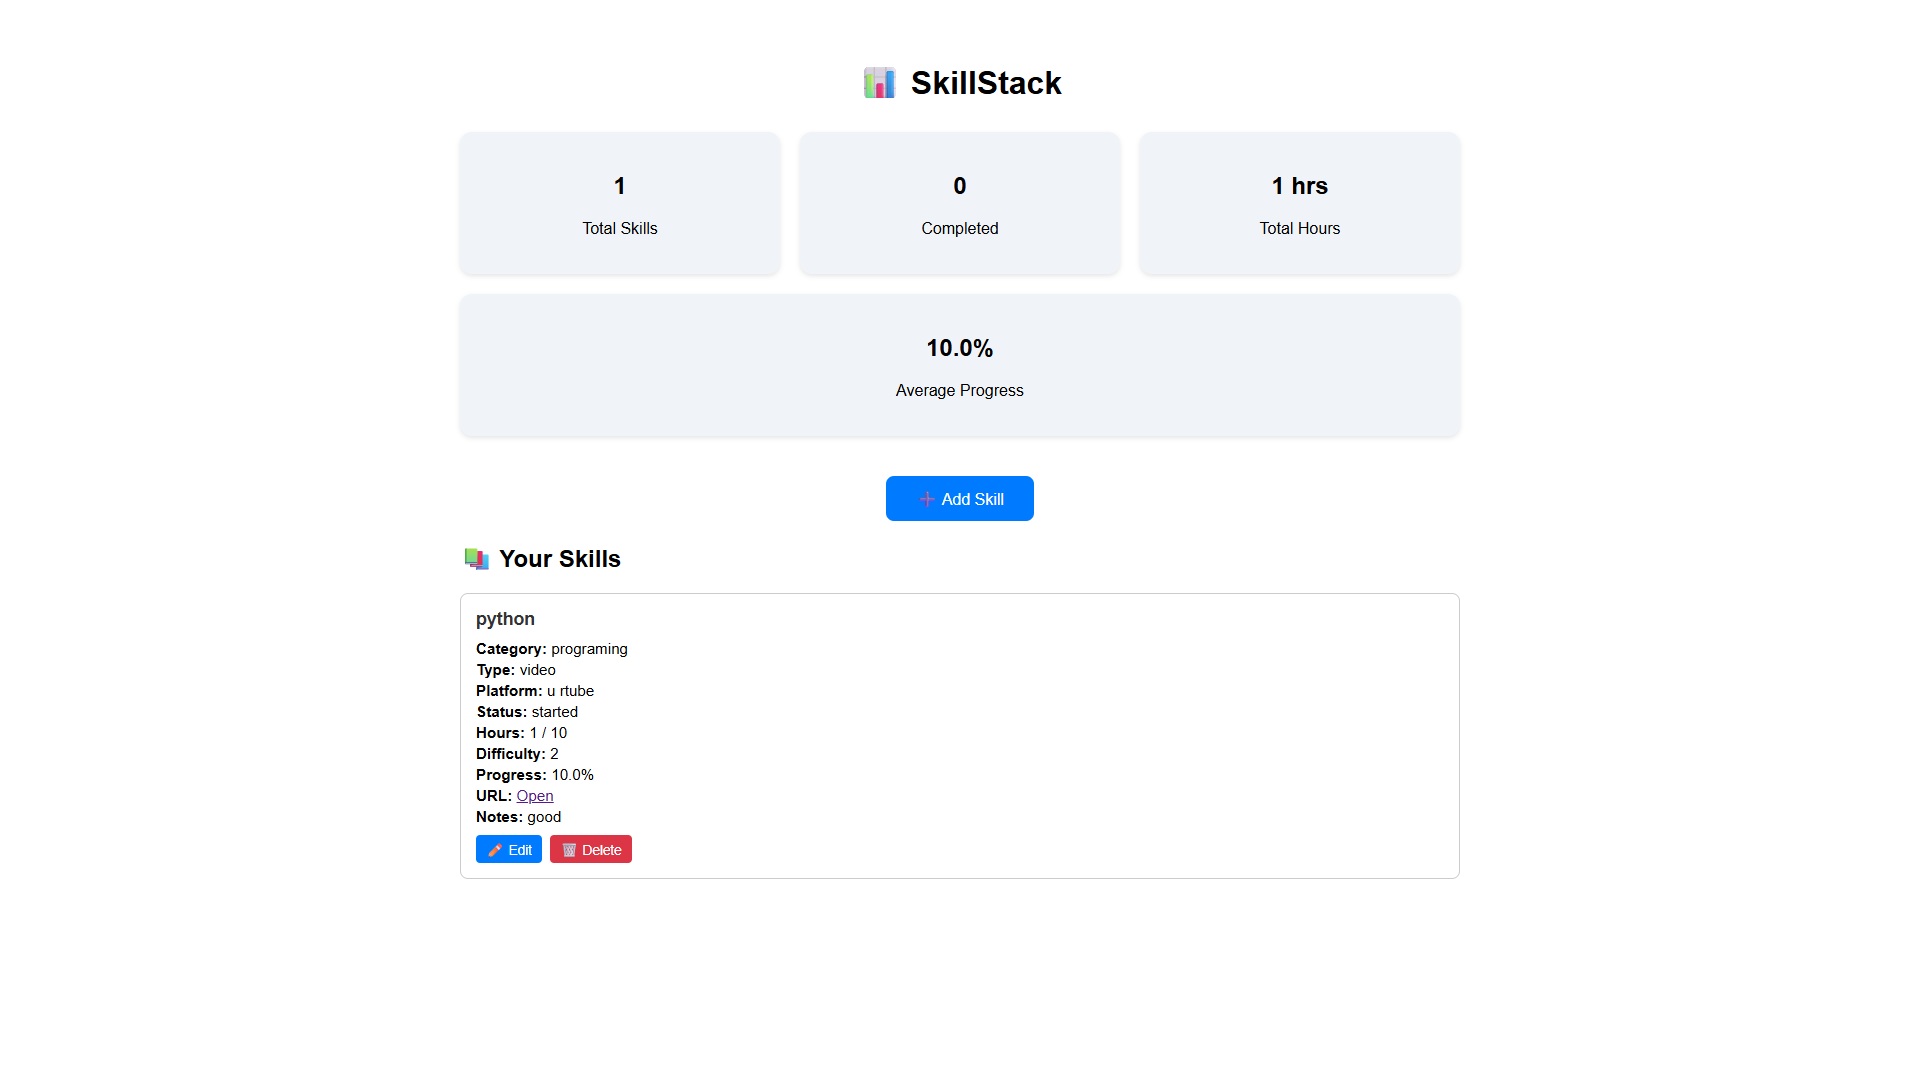 SkillStack
1
Total Skills
0
Completed
1 hrs
Total Hours
10.0%
Average Progress
Add Skill
Your Skills
python
Category: programing
Type: video
Platform: u rtube
Status: started
Hours: 1 / 10
Difficulty: 2
Progress: 10.0%
URL: Open
Notes: good
Edit
Delete